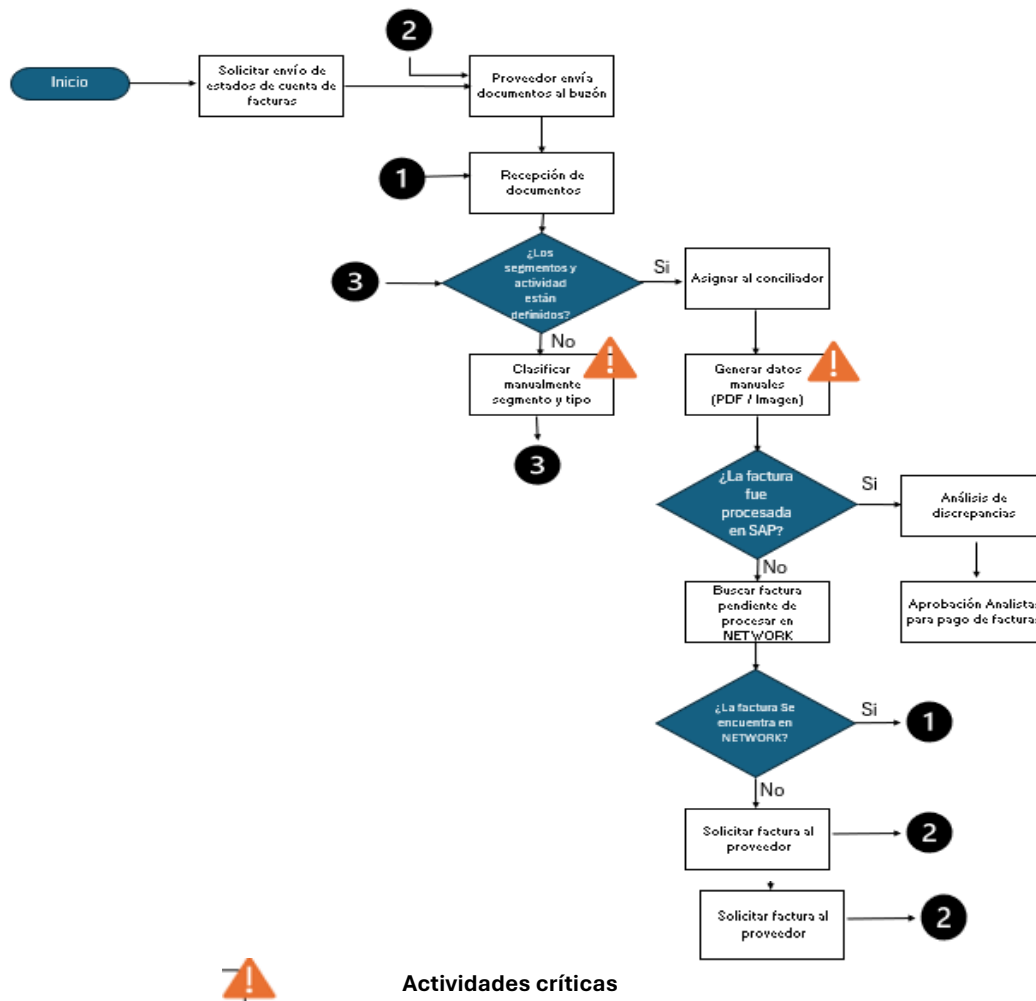 2
Inicio
Solicitar envío de
estados de cuenta de
facturas
Proveedor envía
documentos al buzón
1
Recepción de
documentos
3
¿Los
segmentos y
actividad
están
definidos?
Si
Asignar al conciliador
No
Clasificar
manualmente
segmento y tipo
!
Generar datos
manuales
(PDF / Imagen)
!
3
¿La factura
fue
procesada
en SAP?
Si
Análisis de
discrepancias
No
Buscar factura
pendiente de
procesar en
NETWORK
Aprobación Analistas
para pago de facturas
¿La factura Se
encuentra en
NETWORK?
Si
1
No
Solicitar factura al
proveedor
2
Solicitar factura al
proveedor
2
!
Actividades críticas